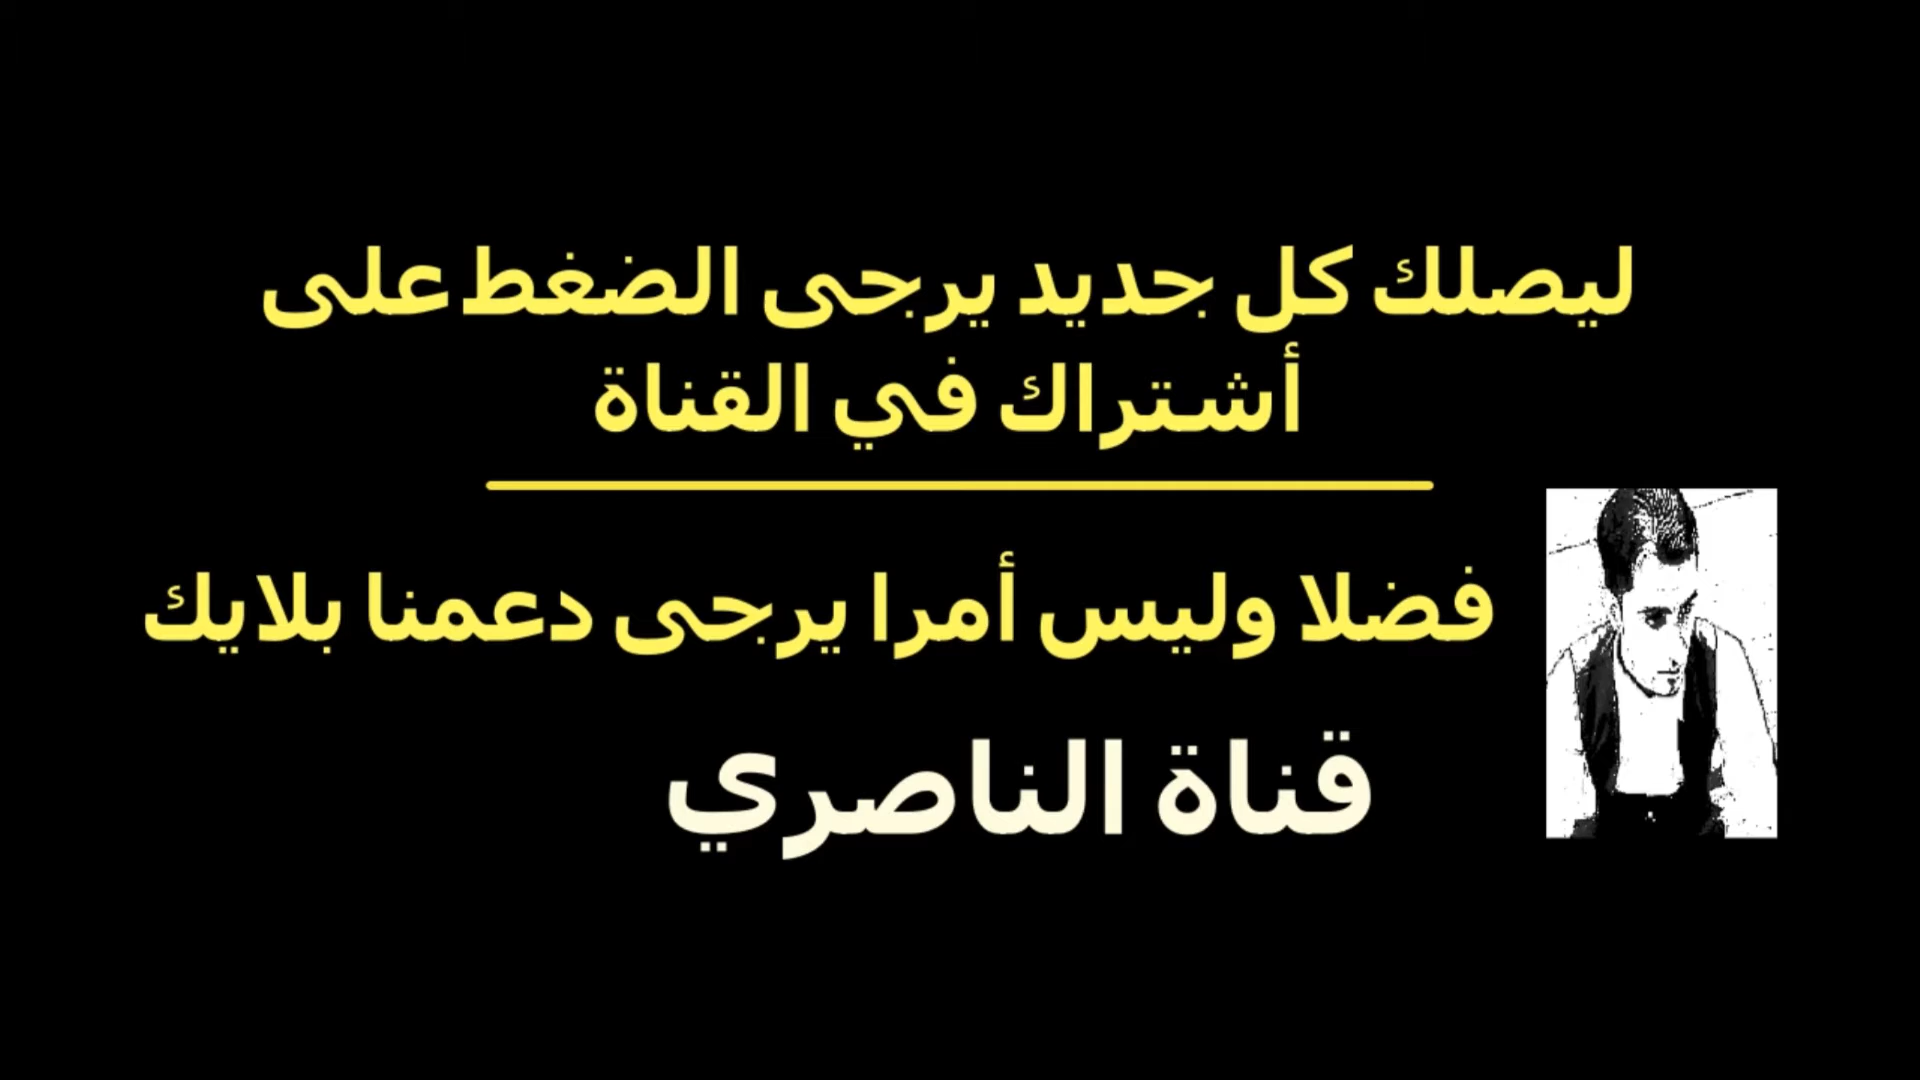 ليصلك كل جديد يرجى الضغط على
أشتراك في القناة
فضلا وليس أمرا يرجى دعمنا بلايك
قناة الناصري